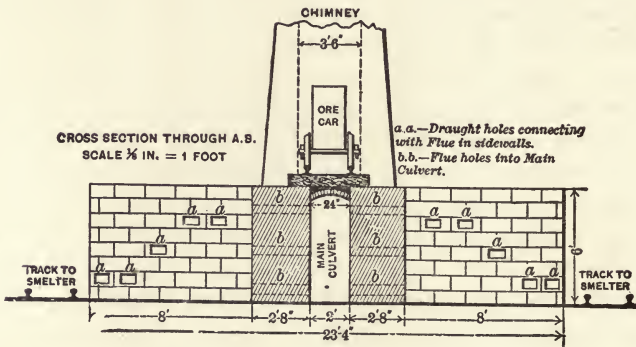 CHIMNEY
3'-6"
ORE
CAR
CROSS SECTION THROUGH A.B.
SCALE ⅛ IN. = 1 FOOT
a.a.—Draught holes connecting
with Flue in sidewalls.
b.b.—Flue holes into Main
Culvert.
b
24"
b
a a
a a
b
b
a
a
MAIN
CULVERT
6'
b
b
a a
a a
TRACK TO
SMELTER
TRACK TO
SMELTER
8'
2'8"
2'
2'8"
8'
23'4"